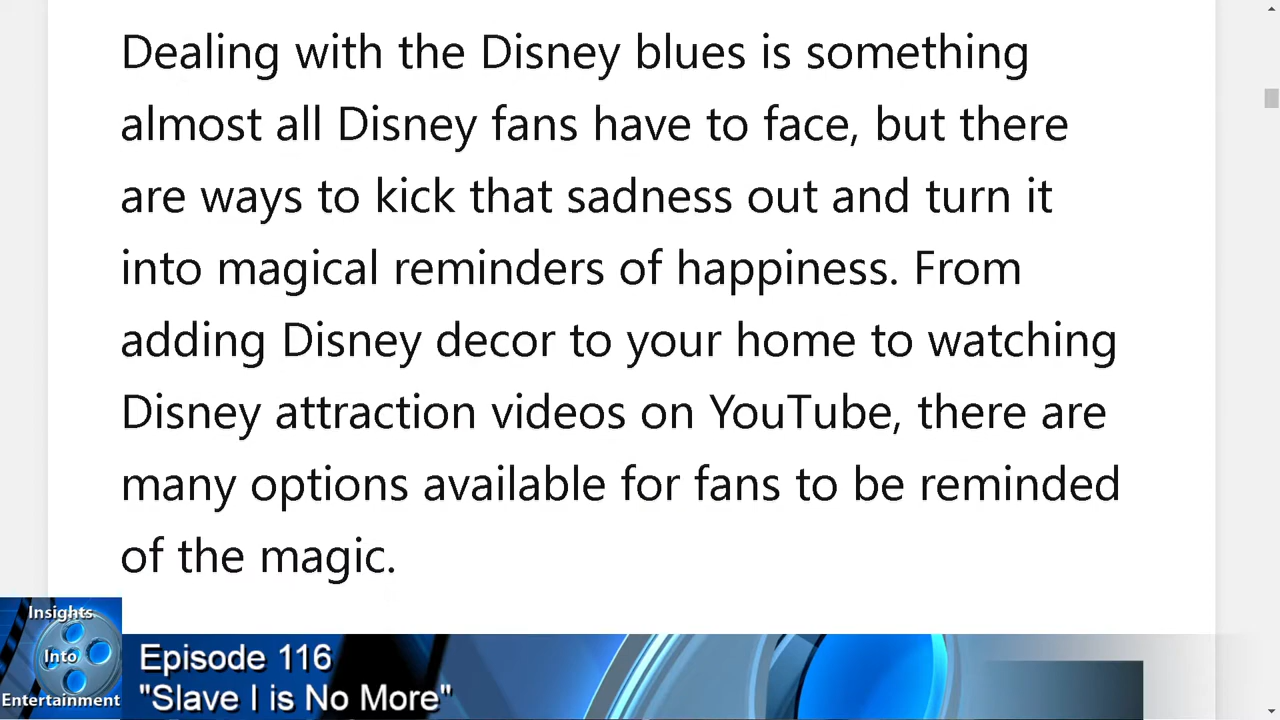 Dealing with the Disney blues is something
almost all Disney fans have to face, but there
are ways to kick that sadness out and turn it
into magical reminders of happiness. From
adding Disney decor to your home to watching
Disney attraction videos on YouTube, there are
many options available for fans to be reminded
of the magic.
Insights
Into
Entertainment
Episode 116
"Slave I is No More"